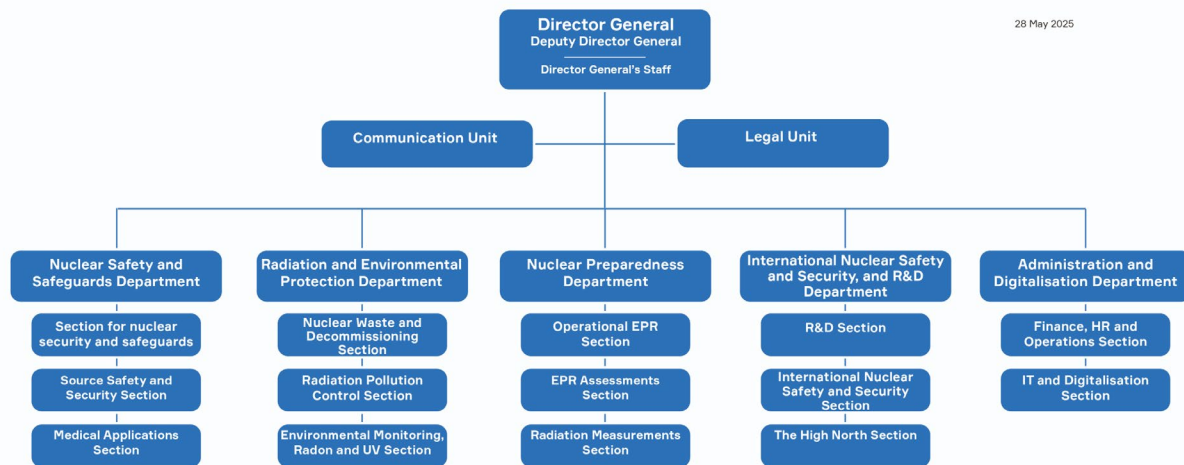 Director General
Deputy Director General
Director General's Staff
28 May 2025
Communication Unit
Legal Unit
Nuclear Safety and
Safeguards Department
Section for nuclear
security and safeguards
Source Safety and
Security Section
Medical Applications
Section
Radiation and Environmental
Protection Department
Nuclear Waste and
Decommissioning
Section
Radiation Pollution
Control Section
Environmental Monitoring,
Radon and UV Section
Nuclear Preparedness
Department
Operational EPR
Section
EPR Assessments
Section
Radiation Measurements
Section
International Nuclear Safety
and Security, and R&D
Department
R&D Section
International Nuclear
Safety and Security
Section
The High North Section
Administration and
Digitalisation Department
Finance, HR and
Operations Section
IT and Digitalisation
Section